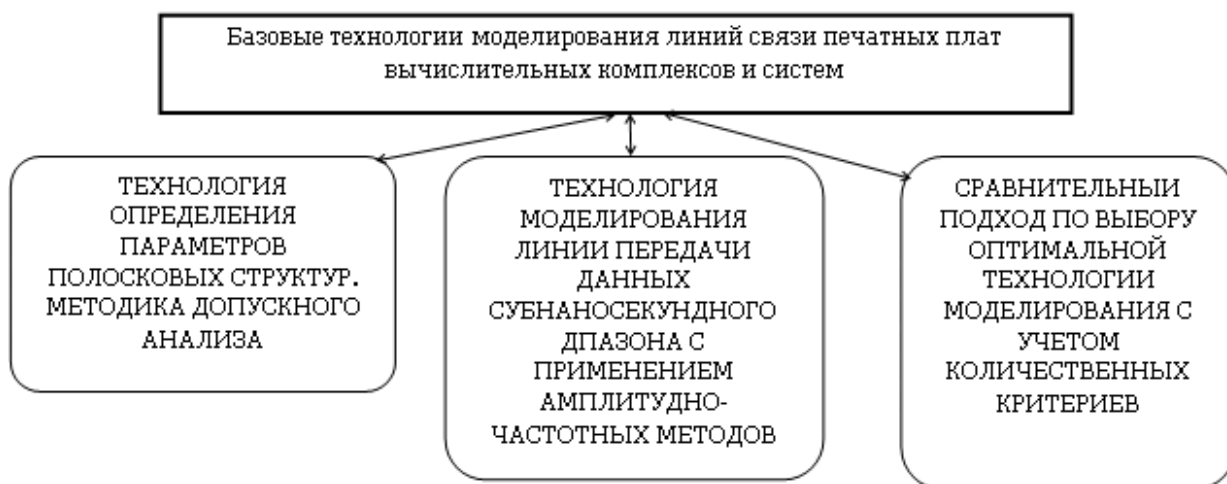 Базовые технологии моделирования линий связи печатных плат
вычислительных комплексов и систем
ТЕХНОЛОГИЯ
ОПРЕДЕЛЕНИЯ
ПАРАМЕТРОВ
ПОЛОСКОВЫХ СТРУКТУР.
МЕТОДИКА ДОПУСКНОГО
АНАЛИЗА
ТЕХНОЛОГИЯ
МОДЕЛИРОВАНИЯ
ЛИНИИ ПЕРЕДАЧИ
ДАННЫХ
СУБНАНОСЕКУНДНОГО
ДПАЗОНА С
ПРИМЕНЕНИЕМ
АМПЛИТУДНО-
ЧАСТОТНЫХ МЕТОДОВ
СРАВНИТЕЛЬНЫЙ
ПОДХОД ПО ВЫБОРУ
ОПТИМАЛЬНОЙ
ТЕХНОЛОГИИ
МОДЕЛИРОВАНИЯ С
УЧЕТОМ
КОЛИЧЕСТВЕННЫХ
КРИТЕРИЕВ